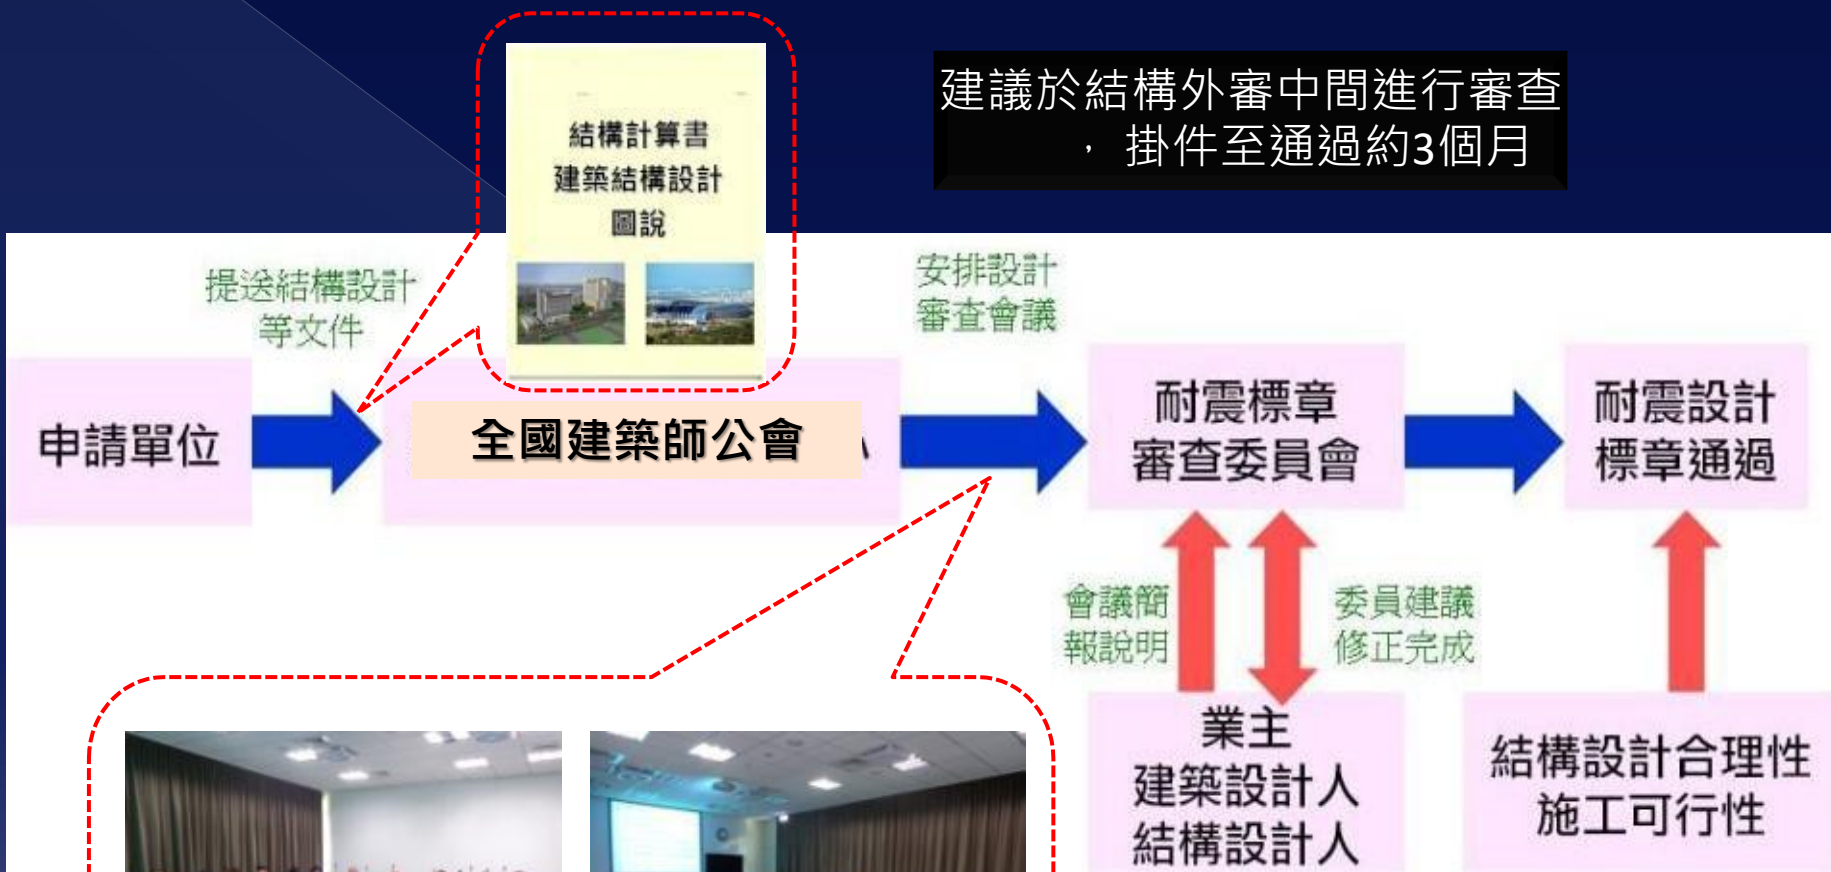 結構計算書
建築結構設計
圖說
建議於結構外審中間進行審查
，掛件至通過約3個月
提送結構設計
等文件
安排設計
審查會議
申請單位
全國建築師公會
耐震標章
審查委員會
耐震設計
標章通過
會議簡
報說明
委員建議
修正完成
業主
建築設計人
結構設計人
結構設計合理性
施工可行性